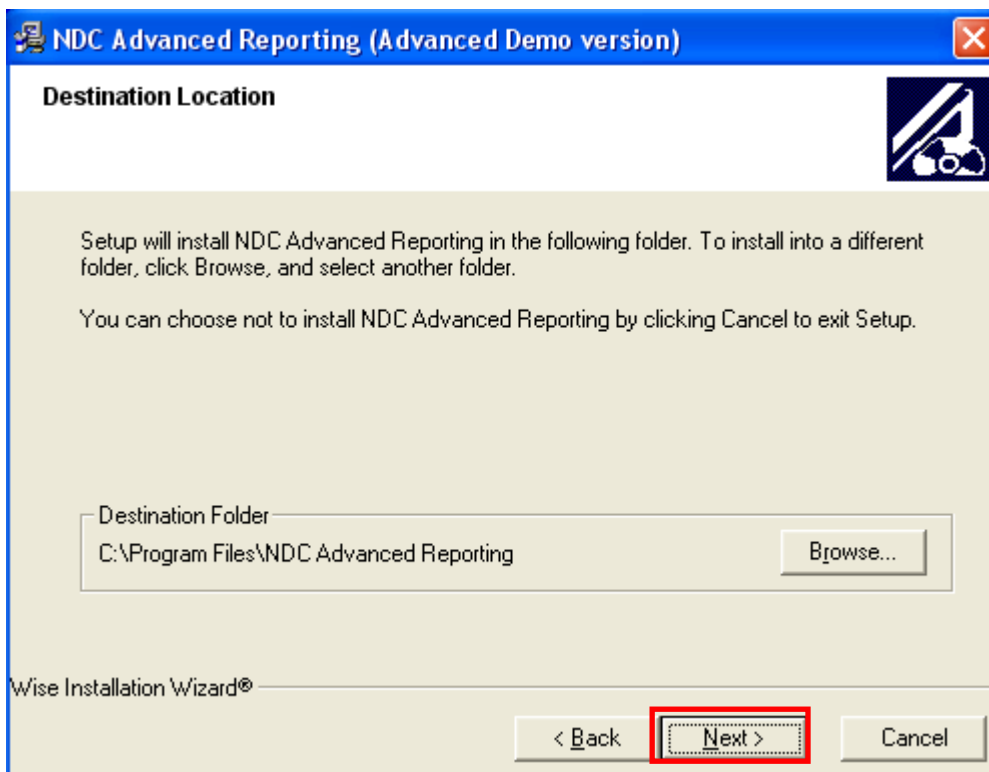 NDC Advanced Reporting (Advanced Demo version)
Destination Location
Setup will install NDC Advanced Reporting in the following folder. To install into a different
folder, click Browse, and select another folder.
You can choose not to install NDC Advanced Reporting by clicking Cancel to exit Setup.
Destination Folder
C:\Program Files\NDC Advanced Reporting
Browse...
Wise Installation Wizard®
< Back Next > Cancel